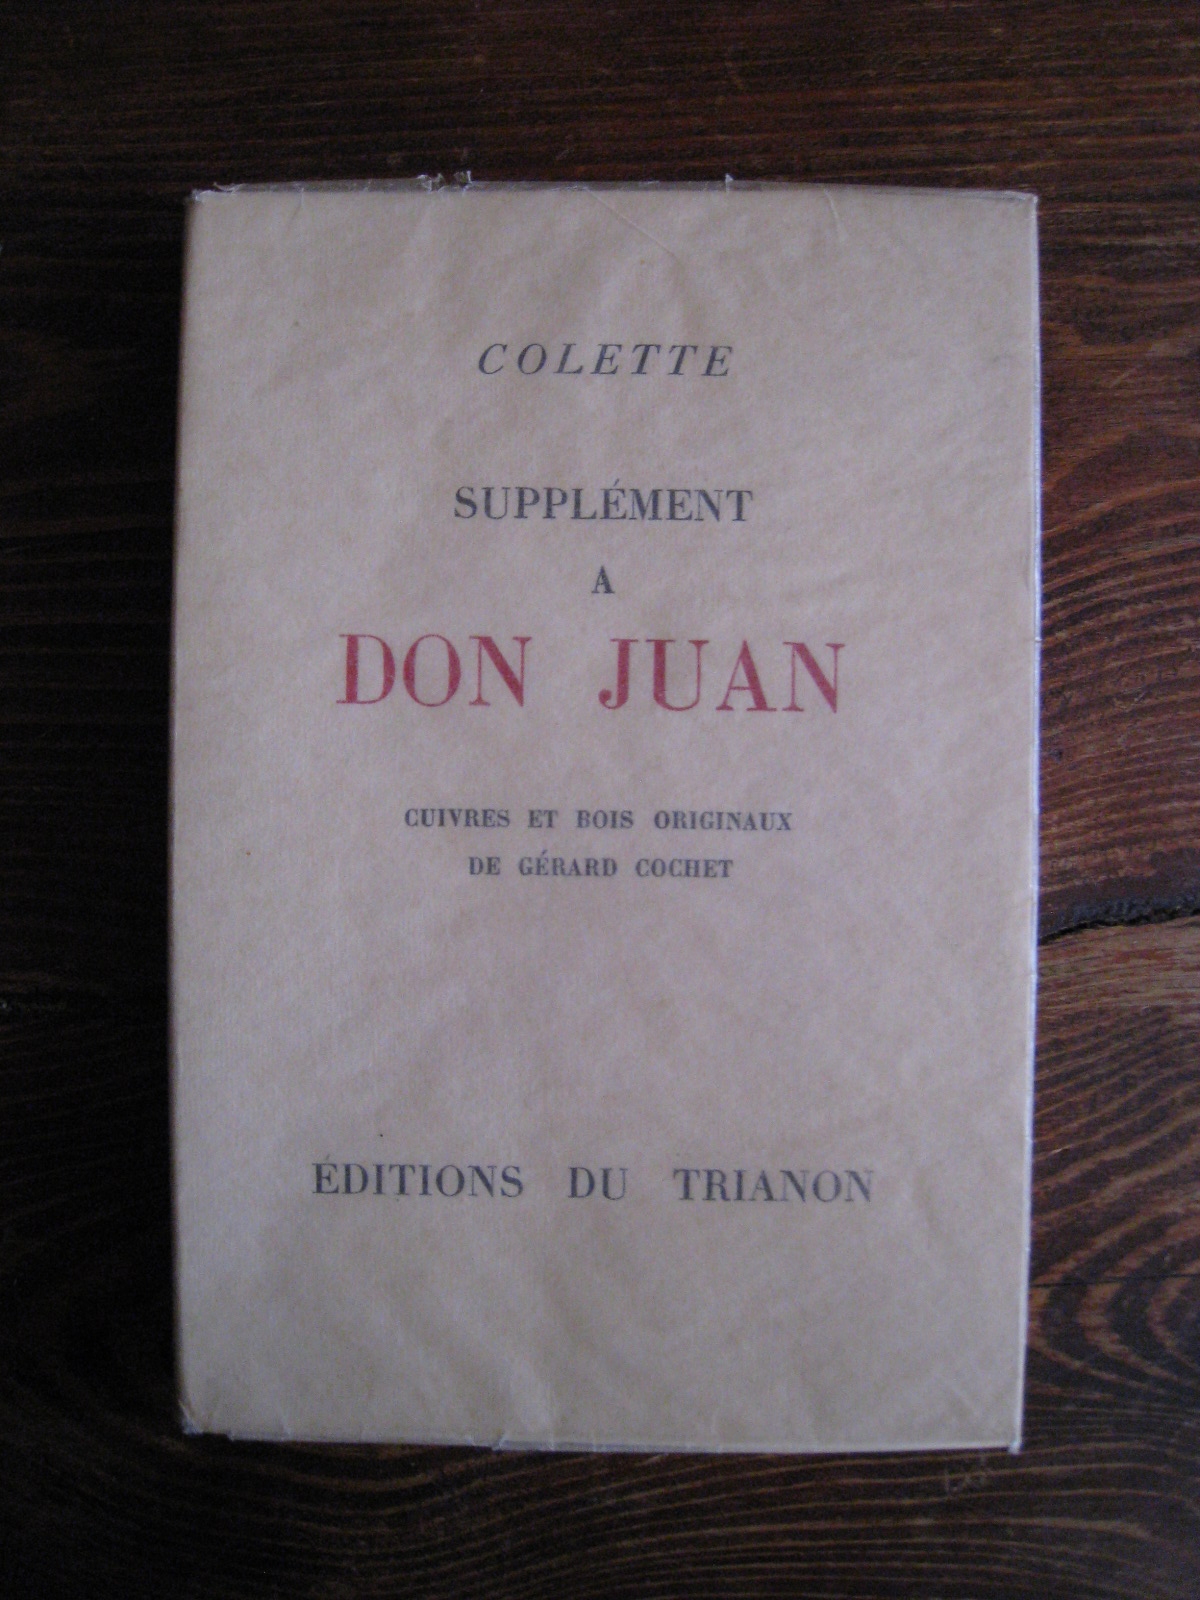 COLETTE
SUPPLÉMENT
A
DON JUAN
CUIVRES ET BOIS ORIGINAUX
DE GÉRARD COCHET
ÉDITIONS DU TRIANON